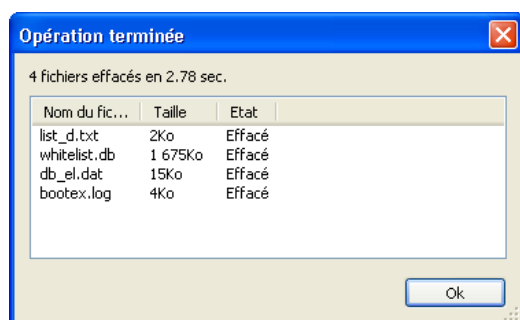 Opération terminée
4 fichiers effacés en 2.78 sec.
Nom du fic... Taille Etat
list_d.txt 2Ko Effacé
whitelist.db 1 675Ko Effacé
db_el.dat 15Ko Effacé
bootex.log 4Ko Effacé
Ok